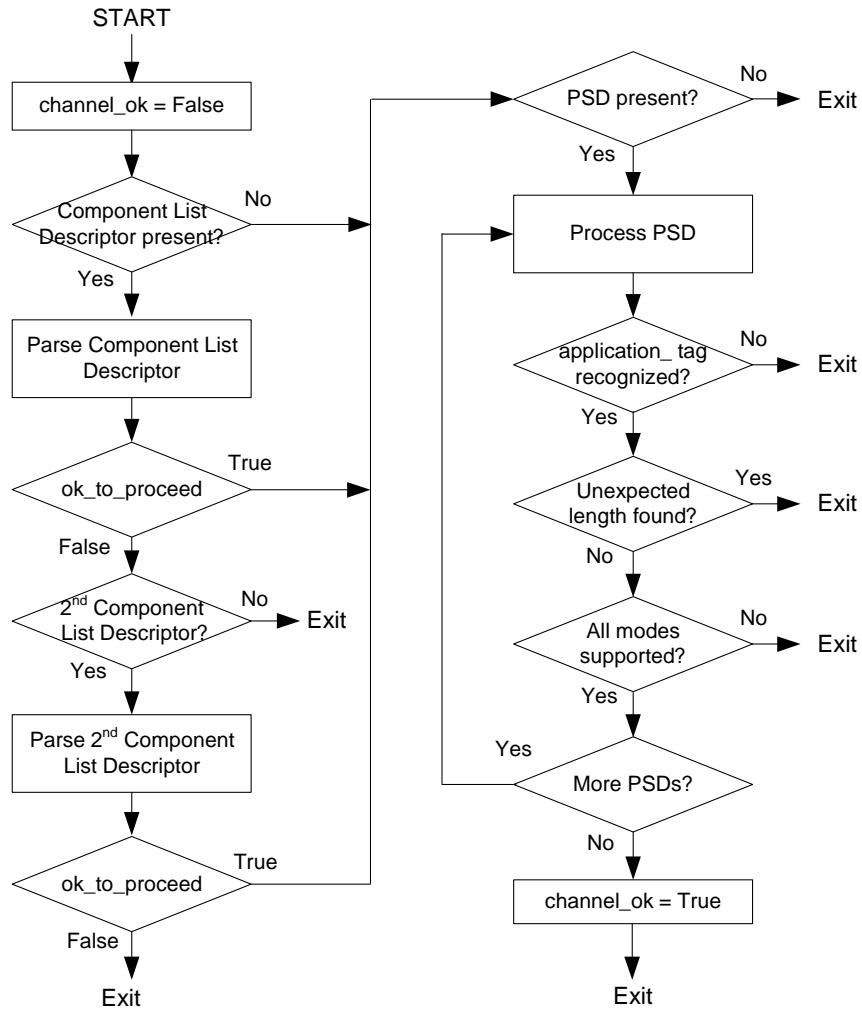 START
channel_ok = False
Component List
Descriptor present?
No
Yes
Parse Component List
Descriptor
ok_to_proceed
True
False
2nd Component
List Descriptor?
No
Exit
Yes
Parse 2nd Component
List Descriptor
ok_to_proceed
True
False
Exit
PSD present?
No
Exit
Yes
Process PSD
application_ tag
recognized?
No
Exit
Yes
Unexpected
length found?
Yes
Exit
No
All modes
supported?
No
Exit
Yes
More PSDs?
Yes
No
channel_ok = True
Exit